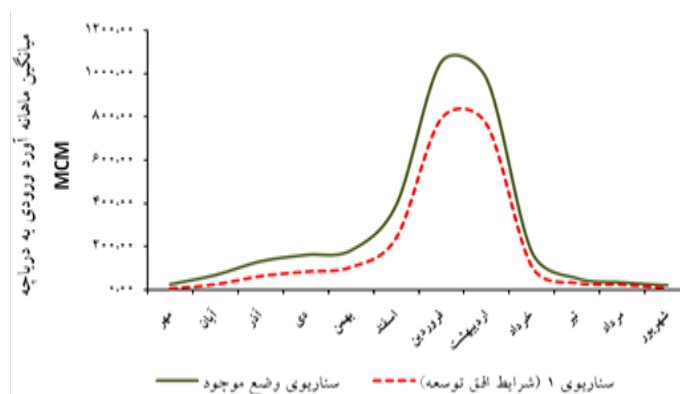 میانگین ماهانه آورد ورودی به دریاچه
MCM
۱۲۰۰,۰۰
۱۰۰۰,۰۰
۸۰۰,۰۰
۶۰۰,۰۰
۴۰۰,۰۰
۲۰۰,۰۰
۰,۰۰
مهر آبان آذر دی بهمن اسفند فروردین اردیبهشت خرداد تیر مرداد شهریور
سناریوی وضع موجود سناریوی ۱ (شرایط افق توسعه)